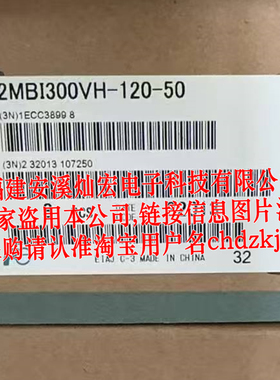 2MBI300VH-120-50
(3N)1ECC3899 8
(3N)2 32013 107250
福建安溪灿宏电子科技有限
家盗用本公司,链接信息图片
购请认准淘宝用户名chdzkj
EIAJ C-3 MADE IN CHINA
32